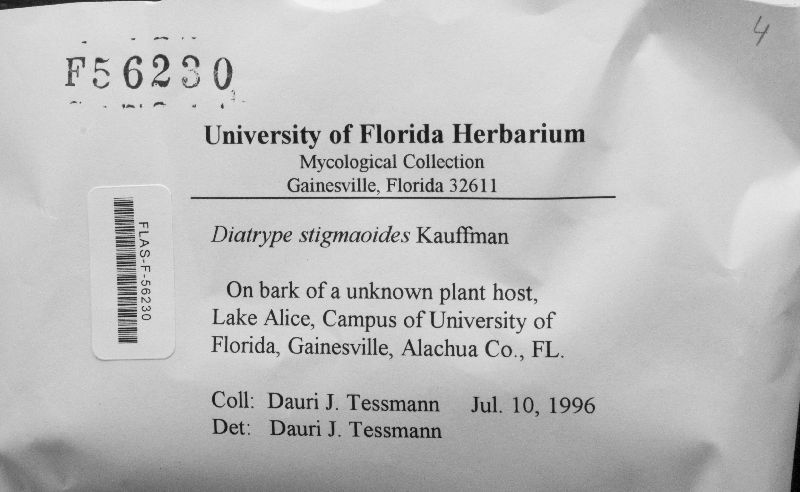 4
F56230
University of Florida Herbarium
Mycological Collection
Gainesville, Florida 32611
FLAS-F-56230
Diatrype stigmaoides Kauffman
On bark of a unknown plant host,
Lake Alice, Campus of University of
Florida, Gainesville, Alachua Co., FL.
Coll: Dauri J. Tessmann Jul. 10, 1996
Det: Dauri J. Tessmann